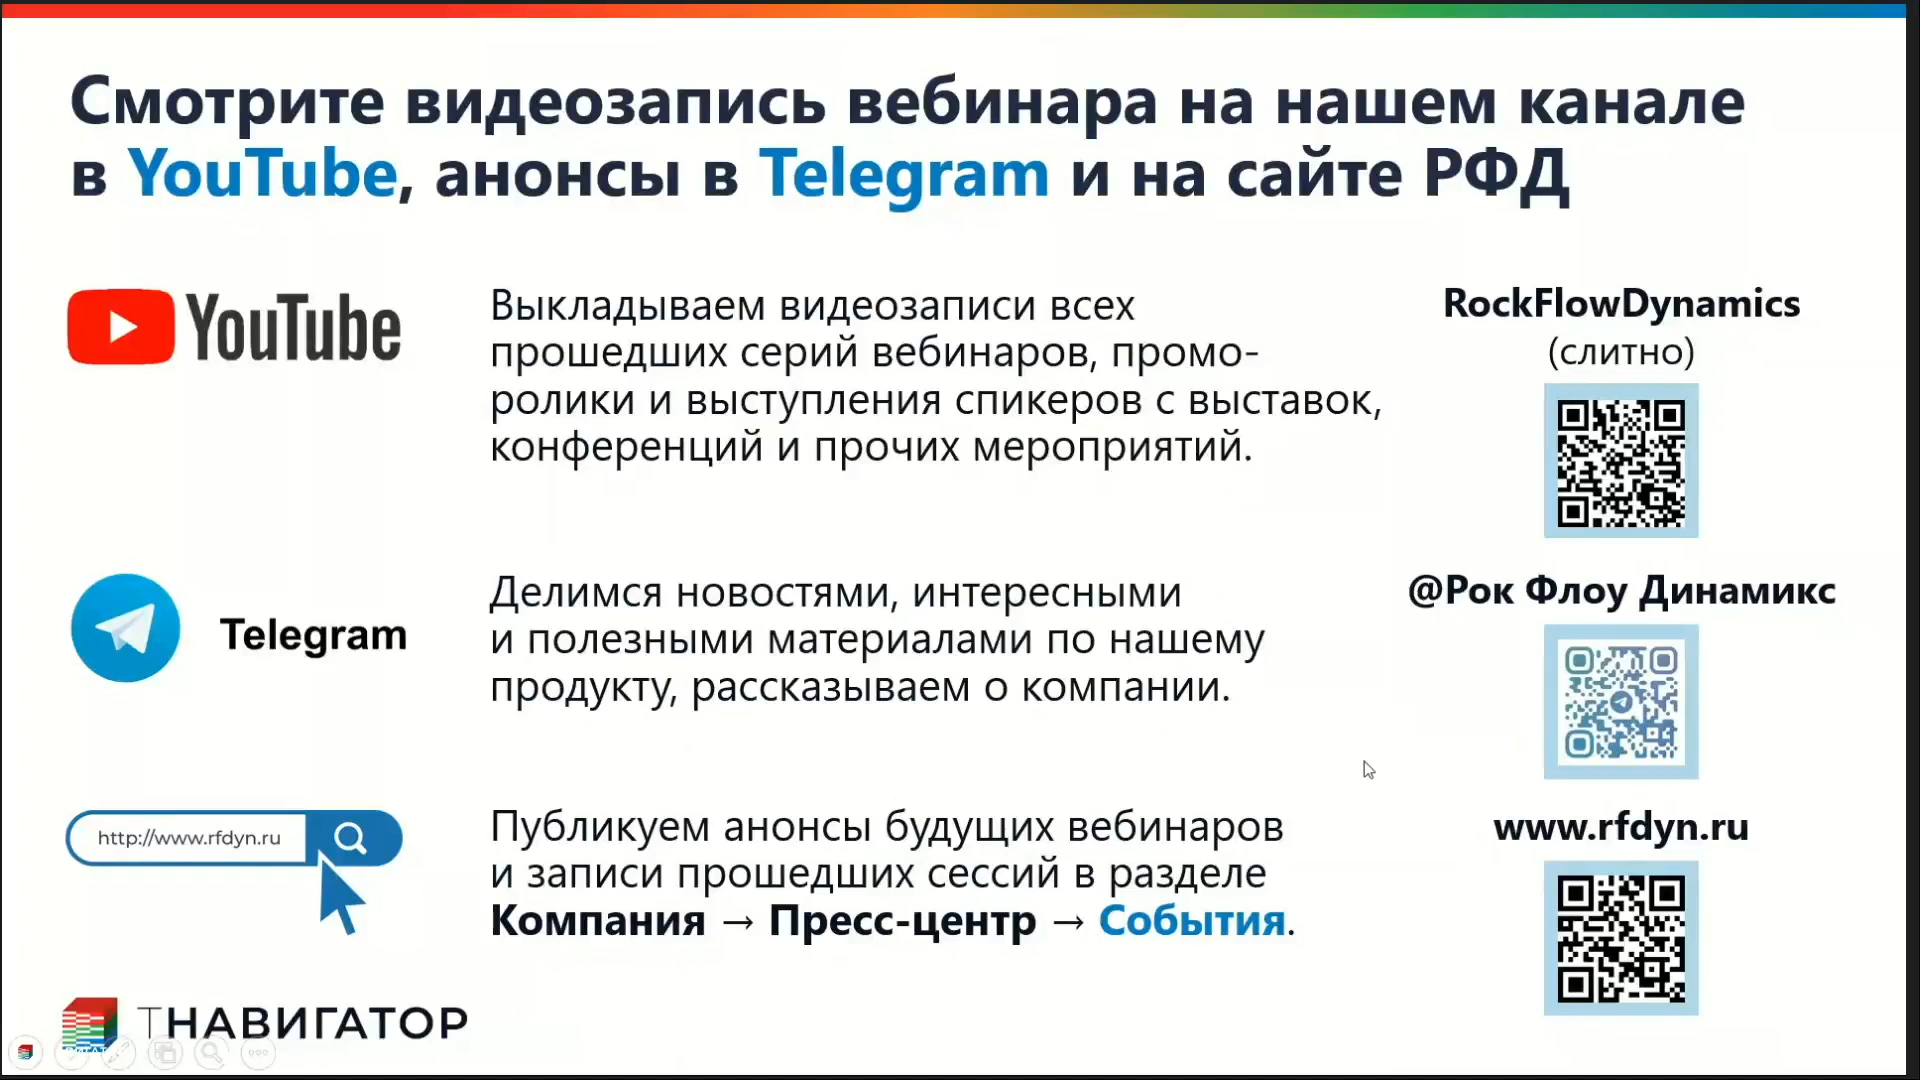 Смотрите видеозапись вебинара на нашем канале
в YouTube, анонсы в Telegram и на сайте РФД
YouTube
Выкладываем видеозаписи всех
прошедших серий вебинаров, промо-
ролики и выступления спикеров с выставок,
конференций и прочих мероприятий.
RockFlowDynamics
(слитно)
Telegram
Делимся новостями, интересными
и полезными материалами по нашему
продукту, рассказываем о компании.
@Рок Флоу Динамикс
http://www.rfdyn.ru
Публикуем анонсы будущих вебинаров
и записи прошедших сессий в разделе
Компания → Пресс-центр → События.
www.rfdyn.ru
тНАВИГАТОР